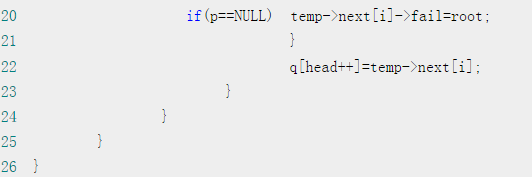 20 if(p==NULL) temp->next[i]->fail=root;
21 }
22 q[head++]=temp->next[i];
23 }
24 }
25 }
26 }